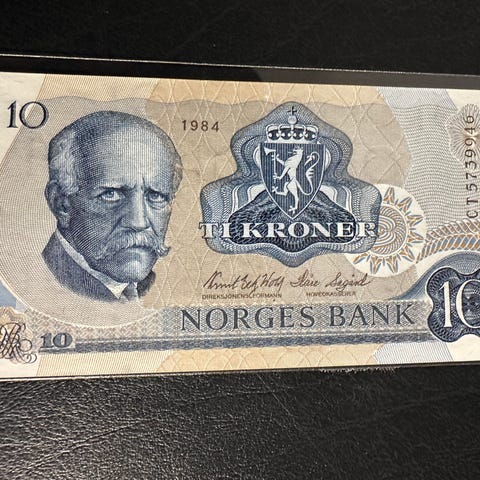 10
1984
CT5739946
TI KRONER
DIREKSJONENS FORMANN HOVEDKASSERER
NORGES BANK
10
10